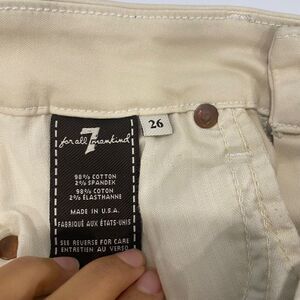 7
for all mankind
26
98% COTTON
2% SPANDEX
98% COTON
2% ÉLASTHANNE
MADE IN U.S.A.
FABRIQUÉ AUX ÉTATS-UNIS
SEE REVERSE FOR CARE
ENTRETIEN AU VERSO